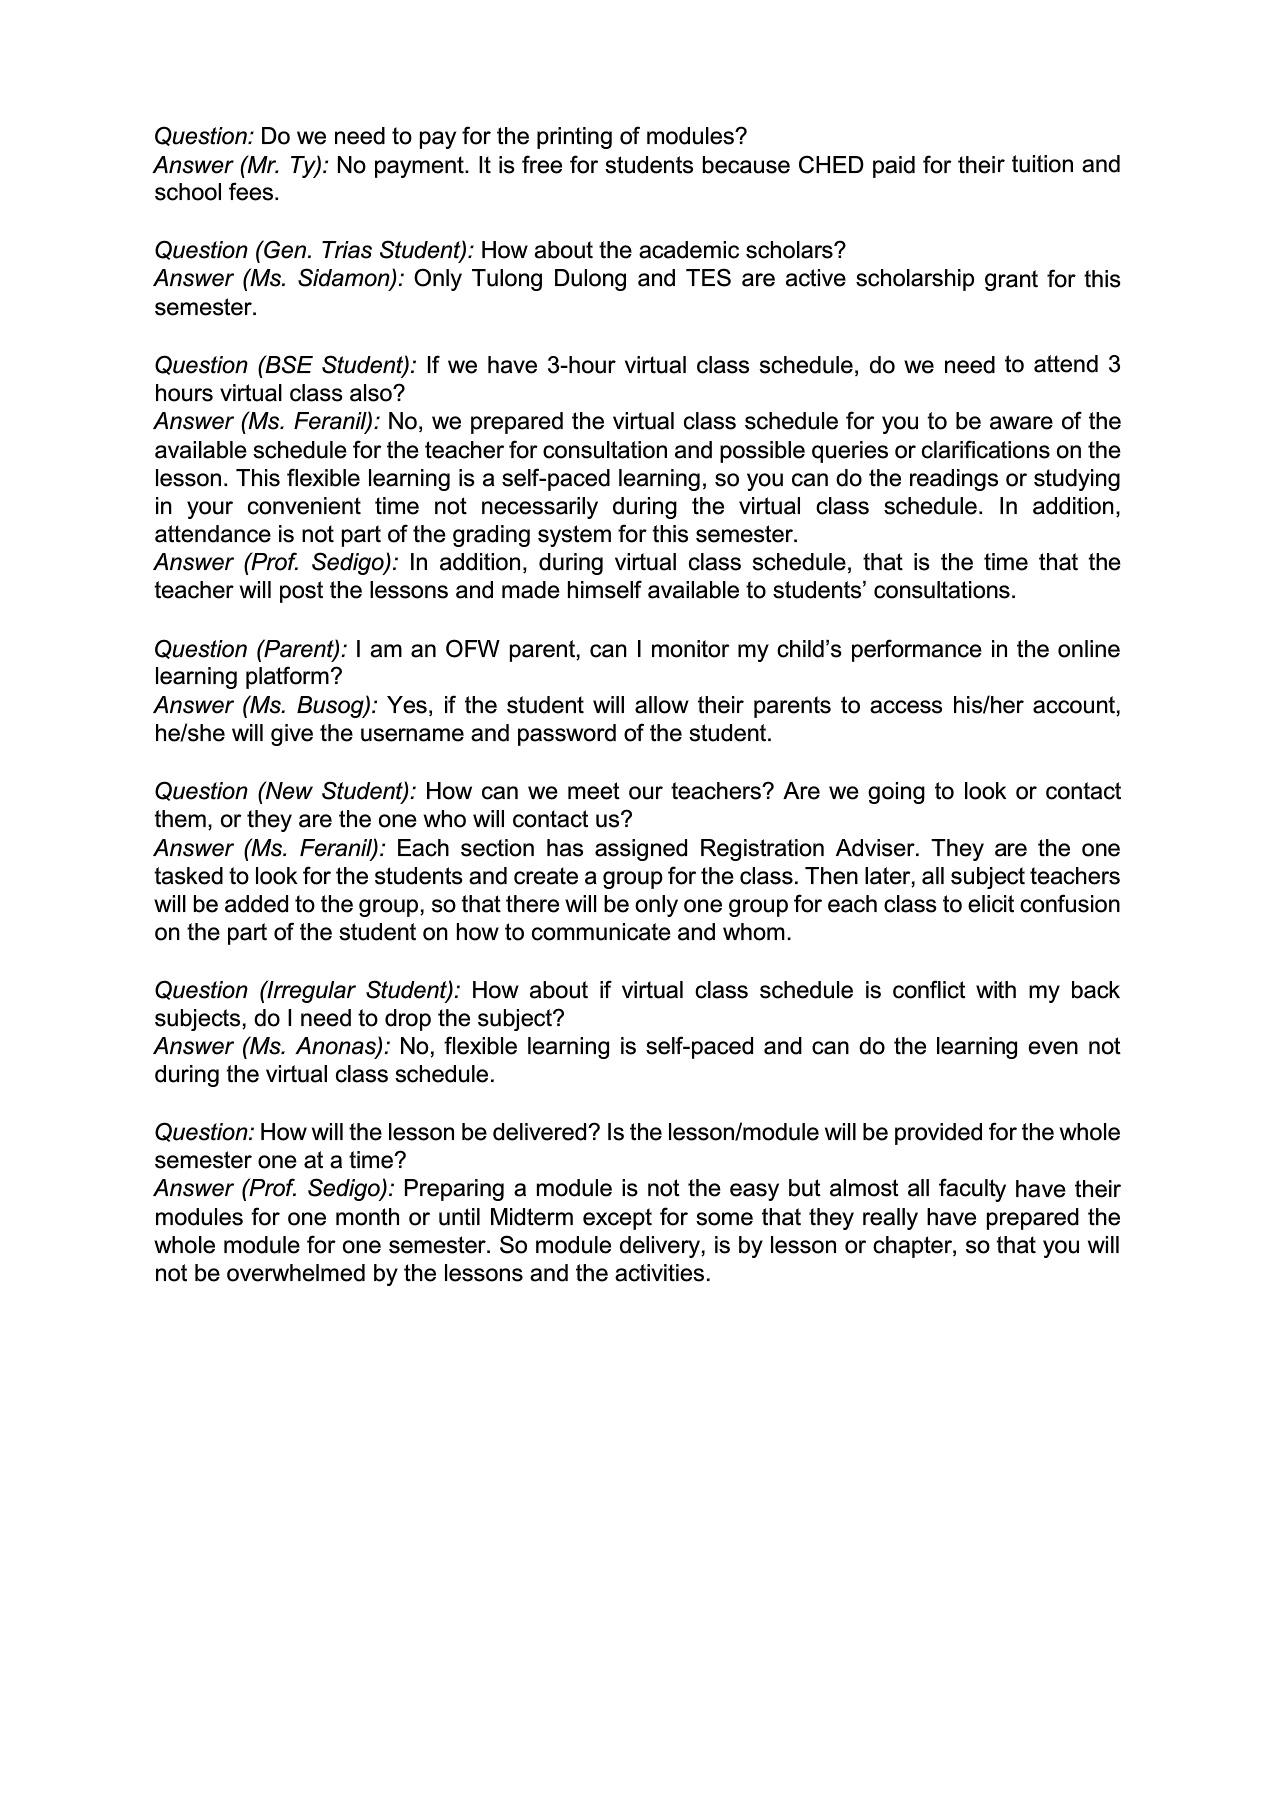 Question: Do we need to pay for the printing of modules?
Answer (Mr. Ty): No payment. It is free for students because CHED paid for their tuition and
school fees.
Question (Gen. Trias Student): How about the academic scholars?
Answer (Ms. Sidamon): Only Tulong Dulong and TES are active scholarship grant for this
semester.
Question (BSE Student): If we have 3-hour virtual class schedule, do we need to attend 3
hours virtual class also?
Answer (Ms. Feranil): No, we prepared the virtual class schedule for you to be aware of the
available schedule for the teacher for consultation and possible queries or clarifications on the
lesson. This flexible learning is a self-paced learning, so you can do the readings or studying
in your convenient time not necessarily during the virtual class schedule. In addition,
attendance is not part of the grading system for this semester.
Answer (Prof. Sedigo): In addition, during virtual class schedule, that is the time that the
teacher will post the lessons and made himself available to students’ consultations.
Question (Parent): I am an OFW parent, can I monitor my child’s performance in the online
learning platform?
Answer (Ms. Busog): Yes, if the student will allow their parents to access his/her account,
he/she will give the username and password of the student.
Question (New Student): How can we meet our teachers? Are we going to look or contact
them, or they are the one who will contact us?
Answer (Ms. Feranil): Each section has assigned Registration Adviser. They are the one
tasked to look for the students and create a group for the class. Then later, all subject teachers
will be added to the group, so that there will be only one group for each class to elicit confusion
on the part of the student on how to communicate and whom.
Question (Irregular Student): How about if virtual class schedule is conflict with my back
subjects, do I need to drop the subject?
Answer (Ms. Anonas): No, flexible learning is self-paced and can do the learning even not
during the virtual class schedule.
Question: How will the lesson be delivered? Is the lesson/module will be provided for the whole
semester one at a time?
Answer (Prof. Sedigo): Preparing a module is not the easy but almost all faculty have their
modules for one month or until Midterm except for some that they really have prepared the
whole module for one semester. So module delivery, is by lesson or chapter, so that you will
not be overwhelmed by the lessons and the activities.